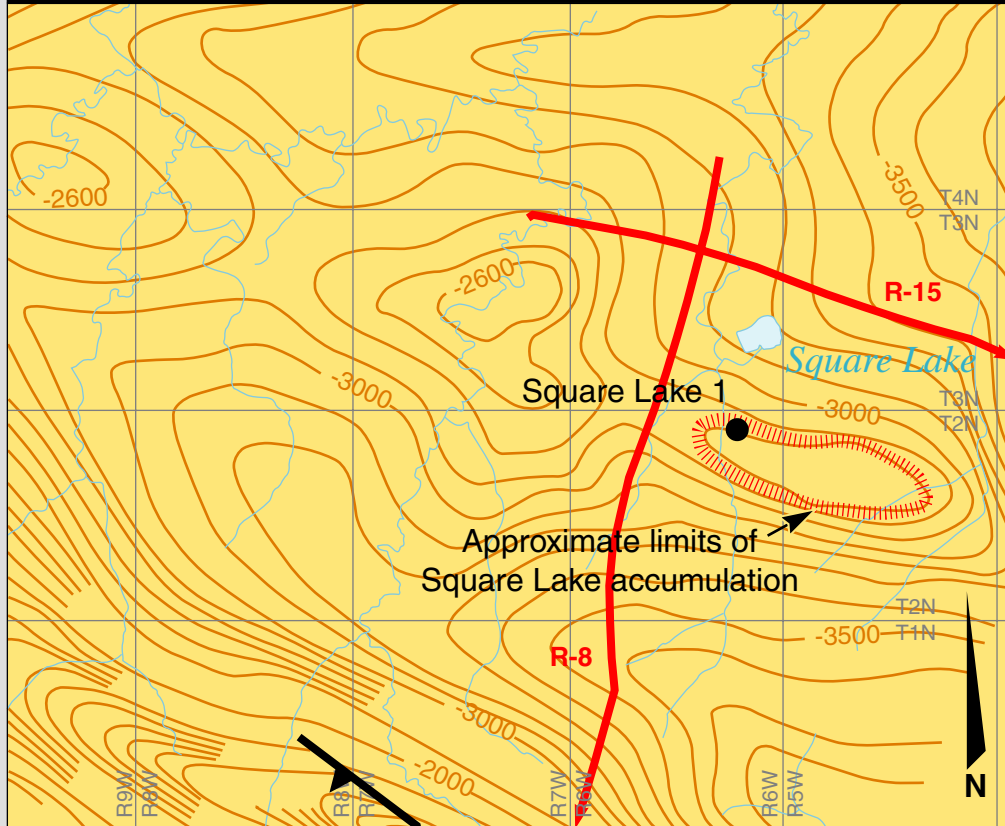 -2600
-3500
T4N
T3N
-2600
R-15
Square Lake
-3000
Square Lake 1
-3000
T3N
T2N
Approximate limits of
Square Lake accumulation
T2N
T1N
-3500
R-8
-3000
-2000
R9W
R8W
R8W
R7W
R7W
R6W
R6W
R5W
N